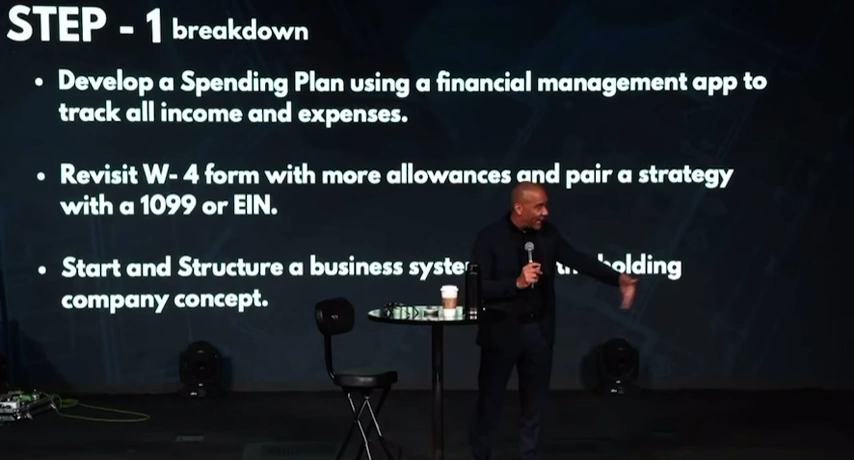 STEP - 1 breakdown
• Develop a Spending Plan using a financial management app to
track all income and expenses.
• Revisit W- 4 form with more allowances and pair a strategy
with a 1099 or EIN.
• Start and Structure a business holding
company concept.